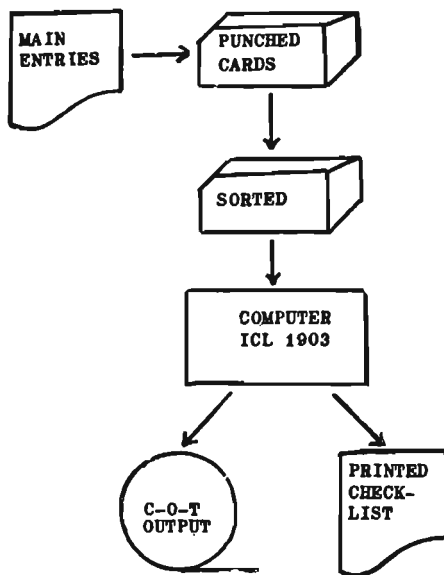 MAIN
ENTRIES
PUNCHED
CARDS
SORTED
COMPUTER
ICL 1903
C-O-T
OUTPUT
PRINTED
CHECK-
LIST